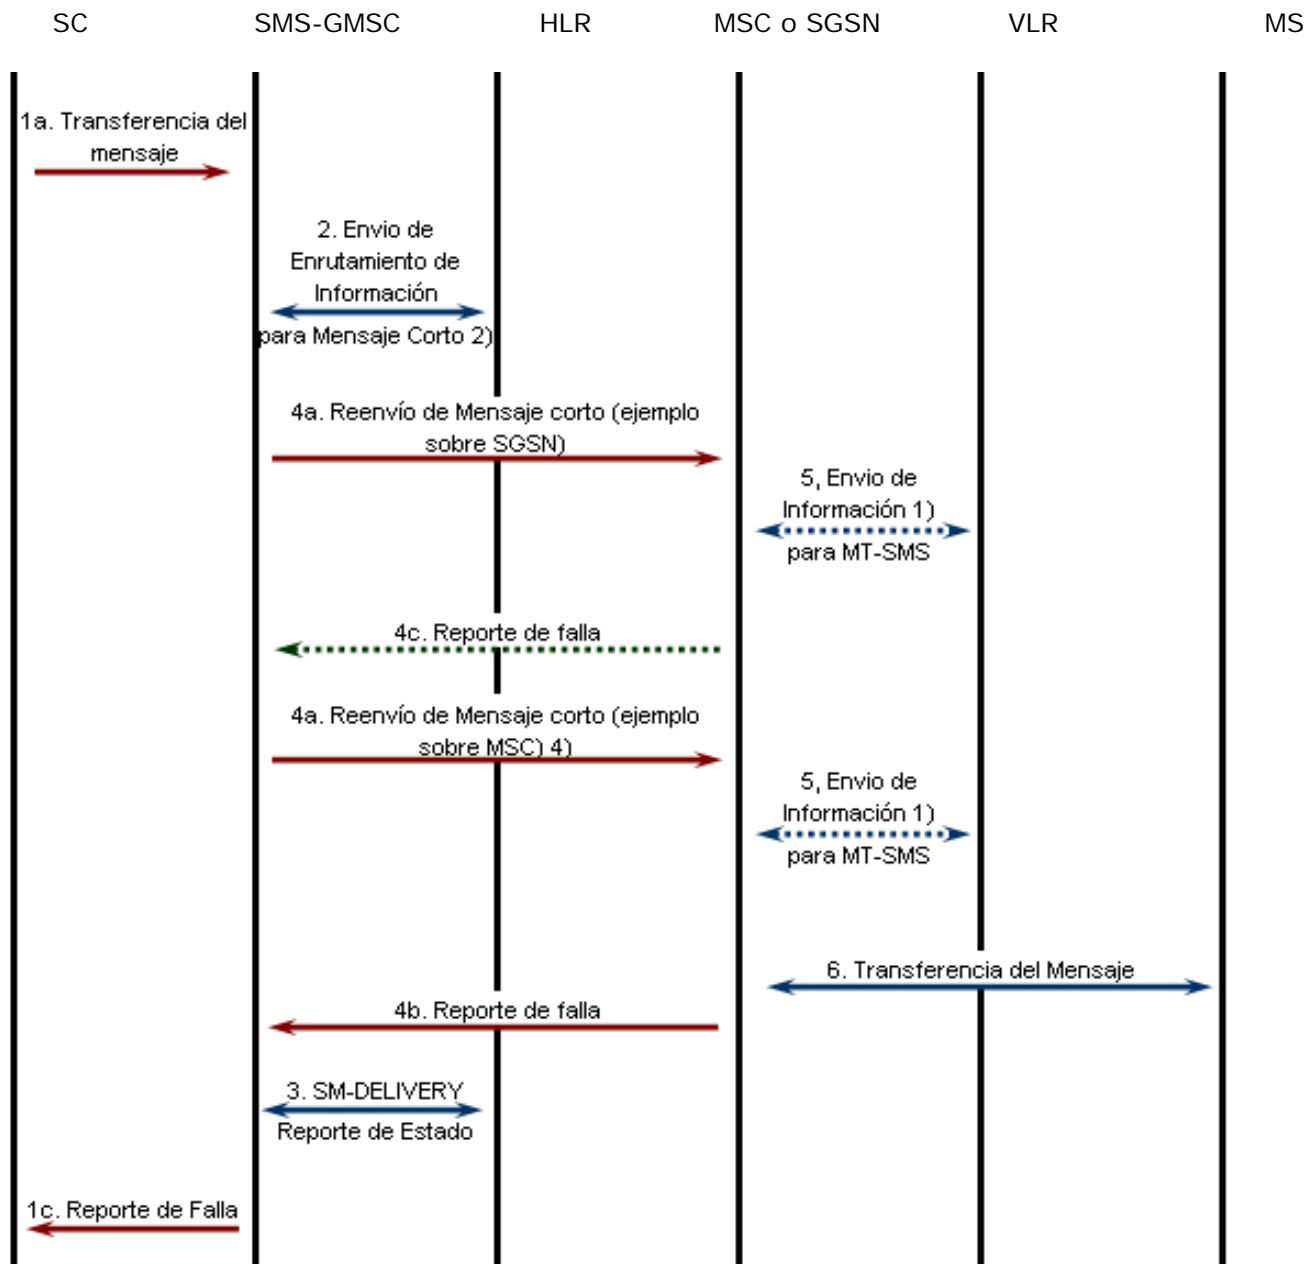 SC SMS-GMSC HLR MSC o SGSN VLR MS
1a. Transferencia del
mensaje
2. Envio de
Enrutamiento de
Información
para Mensaje Corto 2)
4a. Reenvío de Mensaje corto (ejemplo
sobre SGSN)
5, Envio de
Información 1)
para MT-SMS
4c. Reporte de falla
4a. Reenvío de Mensaje corto (ejemplo
sobre MSC) 4)
5, Envio de
Información 1)
para MT-SMS
6. Transferencia del Mensaje
4b. Reporte de falla
3. SM-DELIVERY
Reporte de Estado
1c. Reporte de Falla